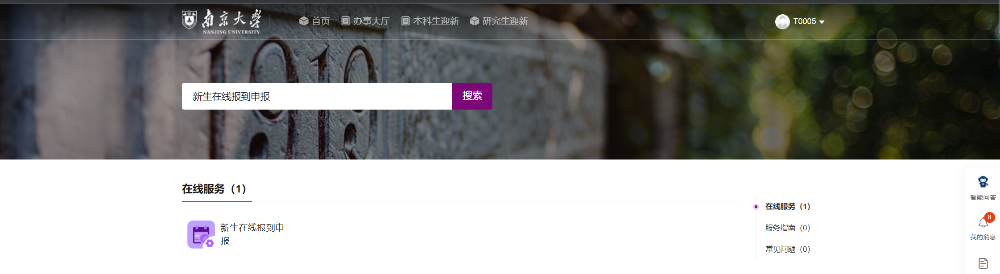 南京大学
NANJING UNIVERSITY
首页
办事大厅
本科生迎新
研究生迎新
T0005
新生在线报到申报
搜索
在线服务（1）
新生在线报到申
报
在线服务（1）
服务指南（0）
常见问题（0）
智能问答
8
我的消息